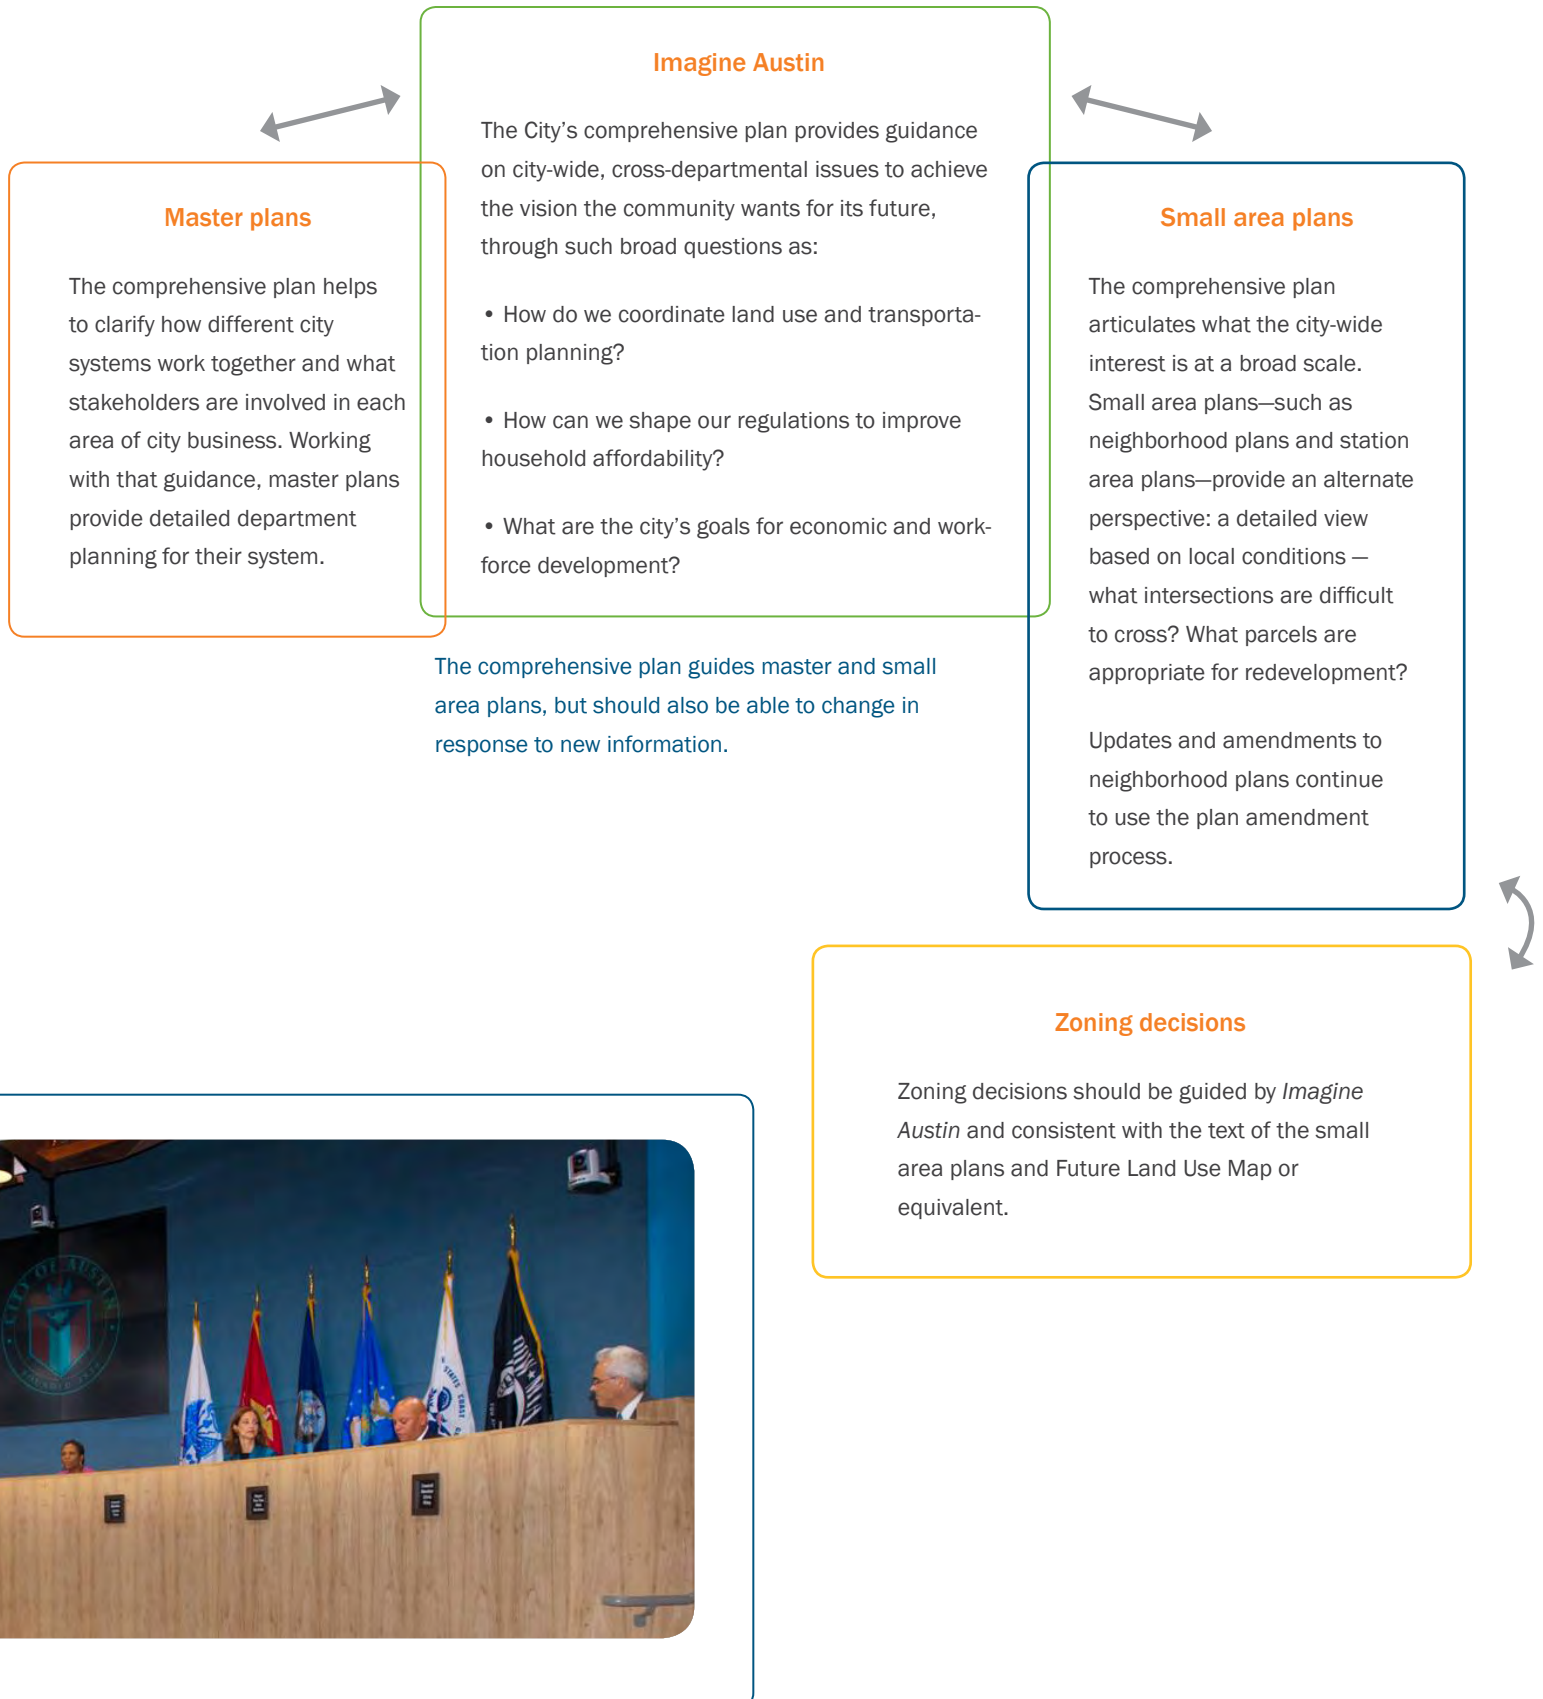 Imagine Austin
The City’s comprehensive plan provides guidance
on city-wide, cross-departmental issues to achieve
the vision the community wants for its future,
through such broad questions as:
• How do we coordinate land use and transporta-
tion planning?
• How can we shape our regulations to improve
household affordability?
• What are the city’s goals for economic and work-
force development?
Master plans
The comprehensive plan helps
to clarify how different city
systems work together and what
stakeholders are involved in each
area of city business. Working
with that guidance, master plans
provide detailed department
planning for their system.
Small area plans
The comprehensive plan
articulates what the city-wide
interest is at a broad scale.
Small area plans—such as
neighborhood plans and station
area plans—provide an alternate
perspective: a detailed view
based on local conditions —
what intersections are difficult
to cross? What parcels are
appropriate for redevelopment?
Updates and amendments to
neighborhood plans continue
to use the plan amendment
process.
The comprehensive plan guides master and small
area plans, but should also be able to change in
response to new information.
Zoning decisions
Zoning decisions should be guided by Imagine
Austin and consistent with the text of the small
area plans and Future Land Use Map or
equivalent.
CITY OF AUSTIN
FOUNDED 1839
STATES COAST